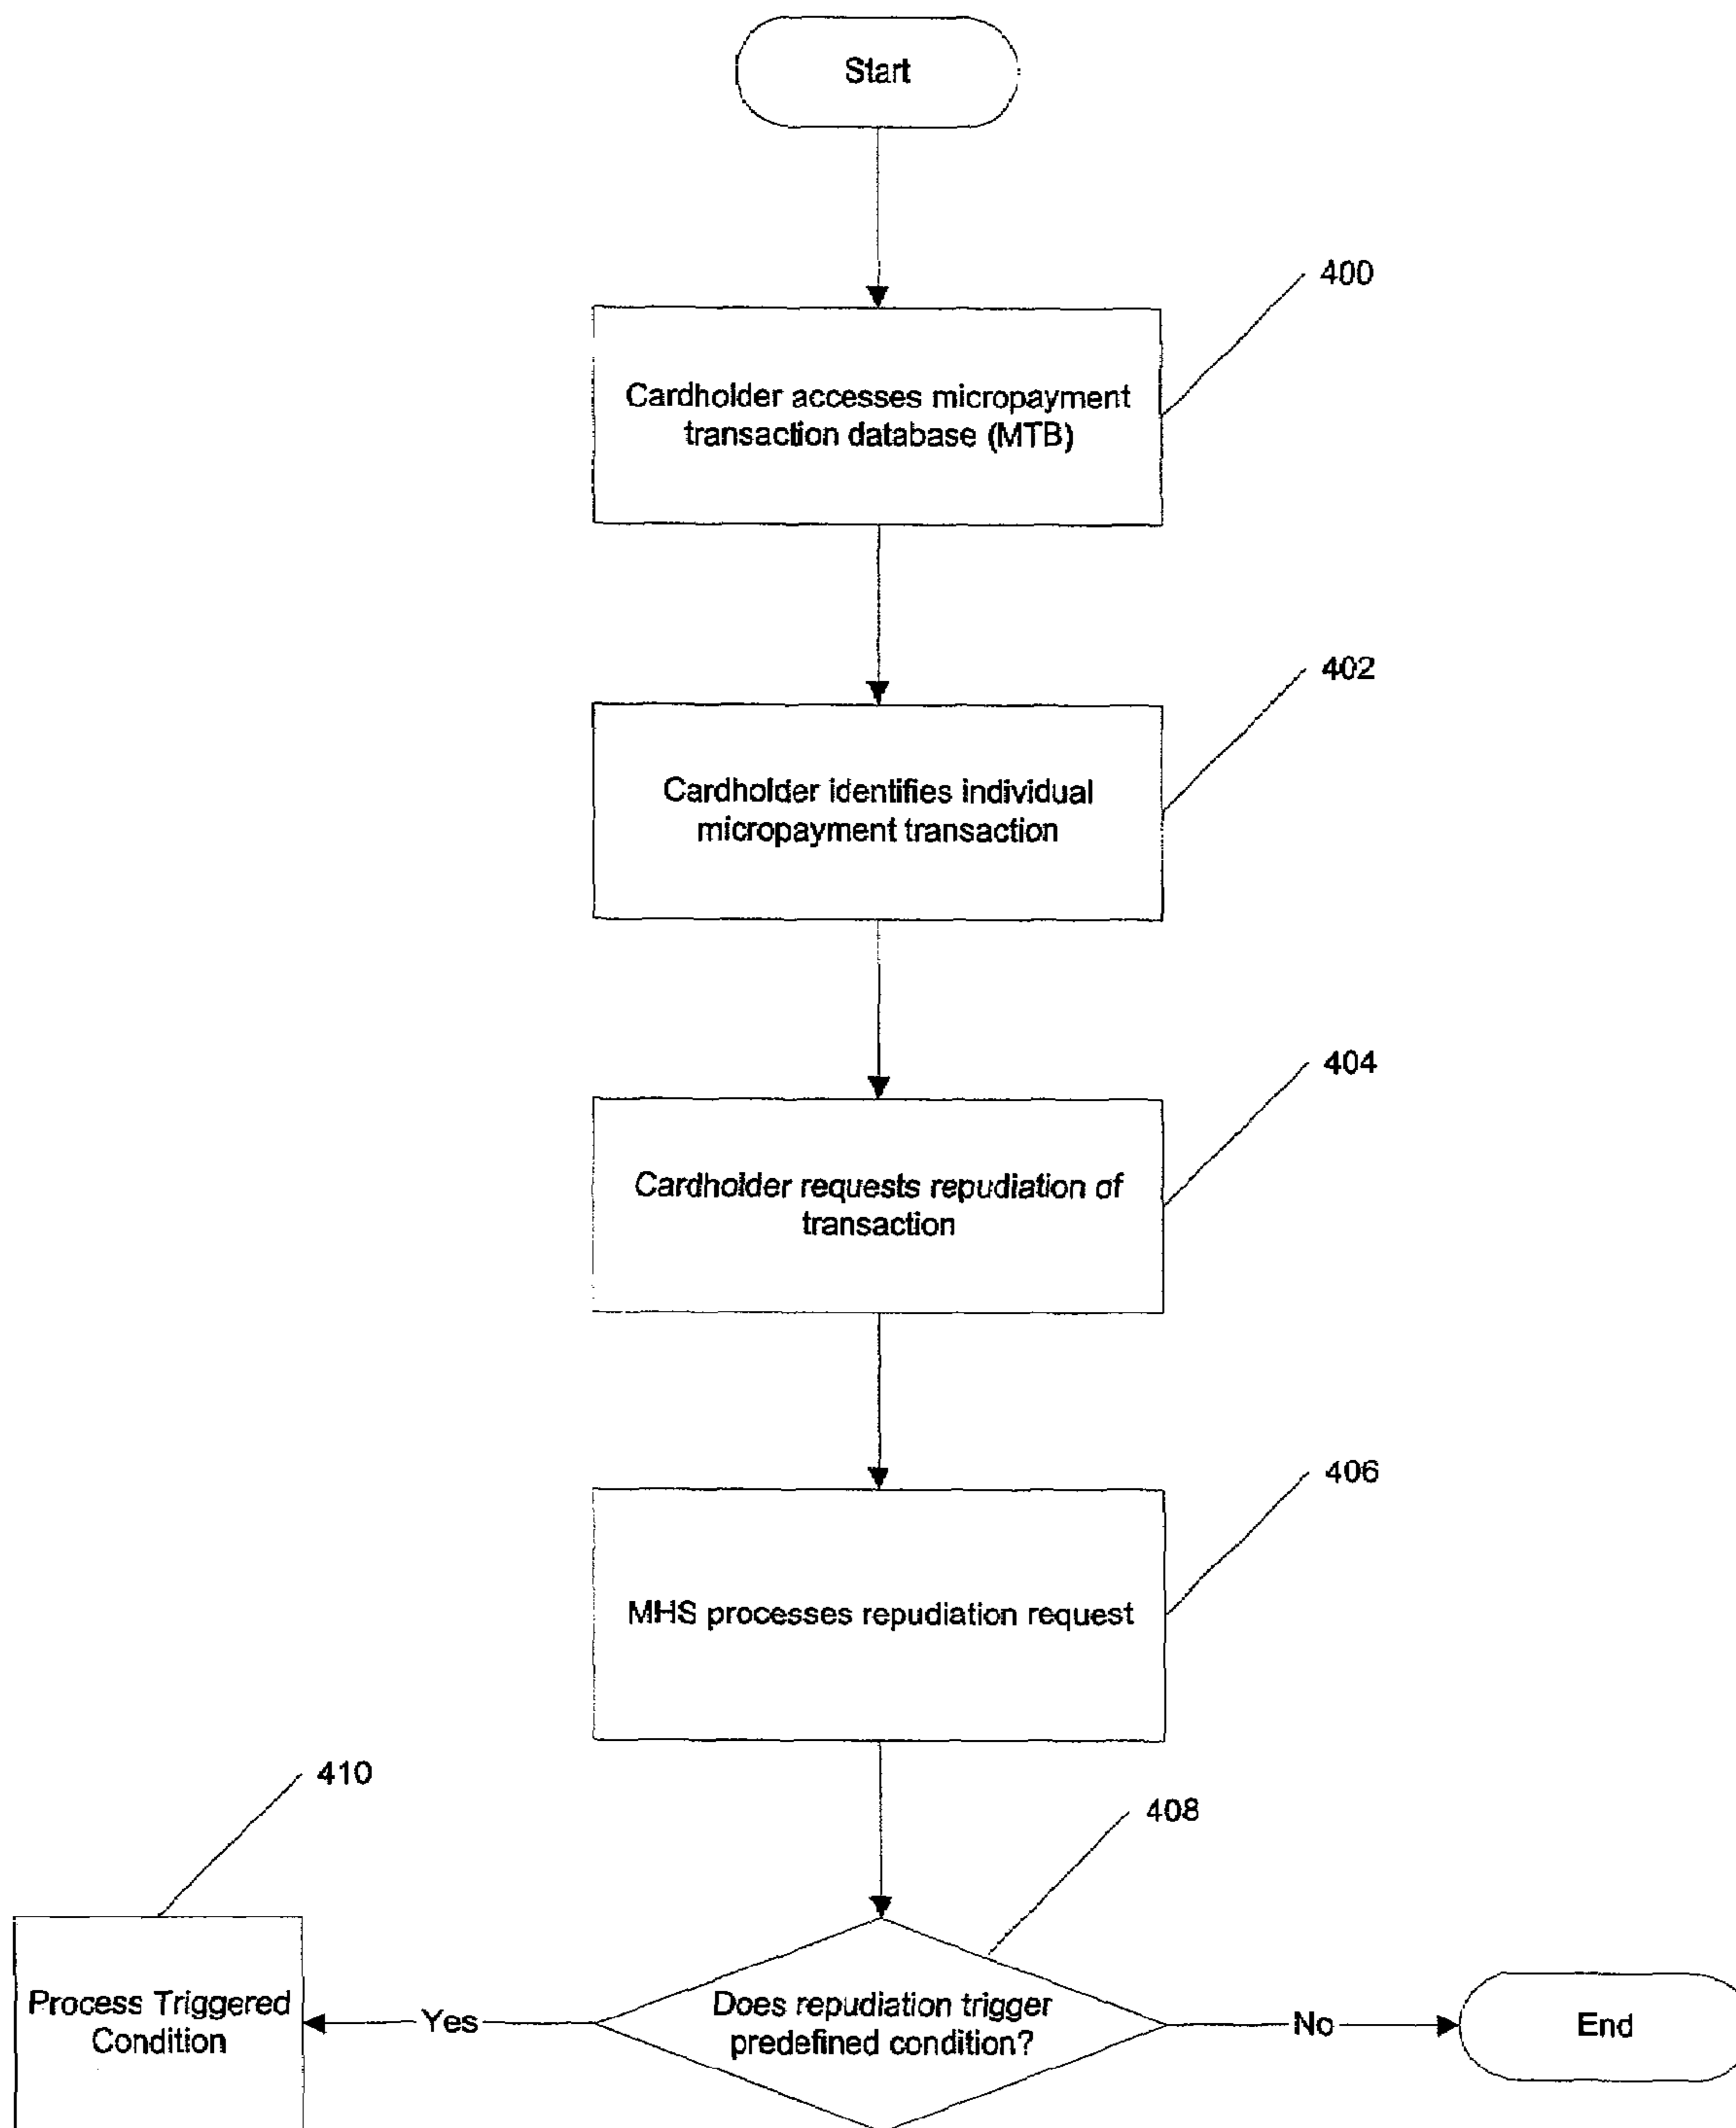 Start
400
Cardholder accesses micropayment
transaction database (MTB)
402
Cardholder identifies individual
micropayment transaction
404
Cardholder requests repudiation of
transaction
406
MHS processes repudiation request
410
408
Process Triggered
Condition
Yes
Does repudiation trigger
predefined condition?
No
End